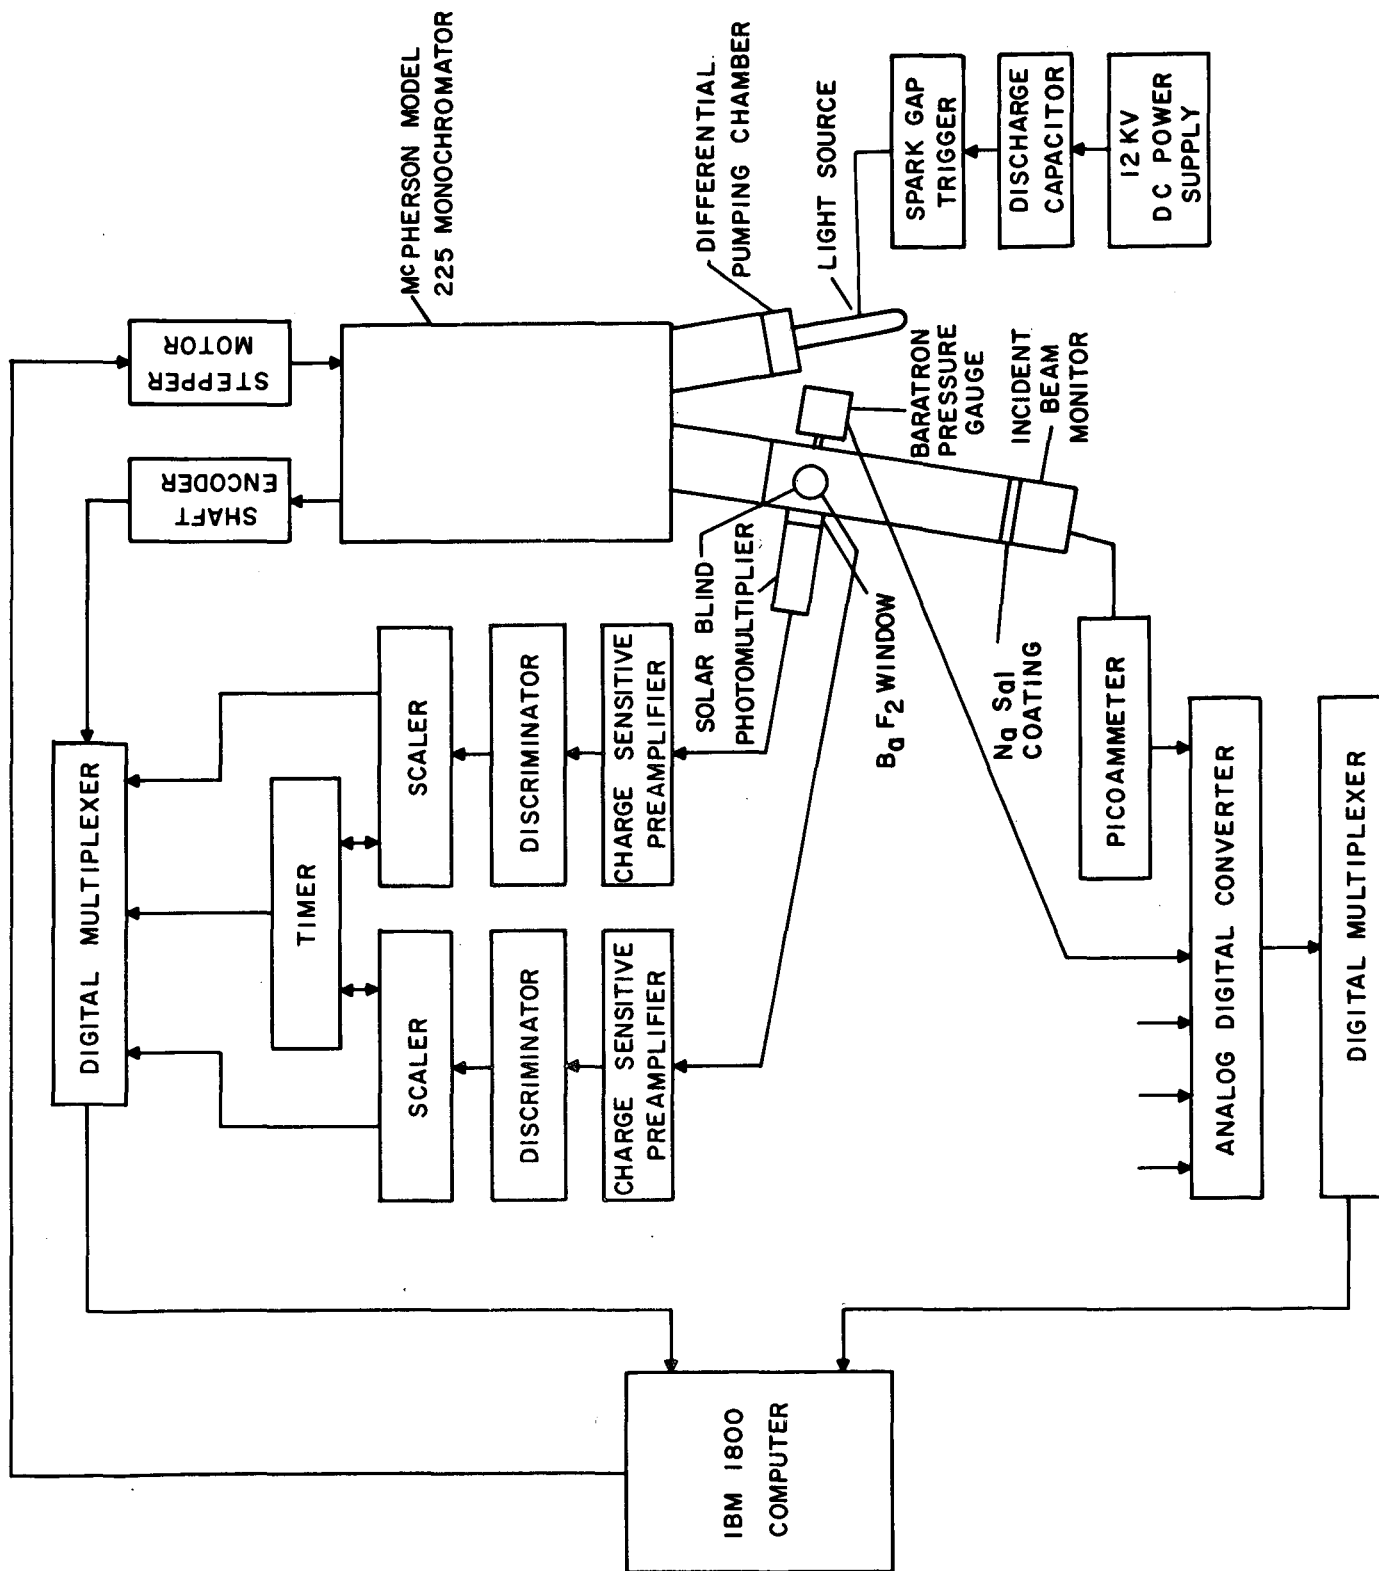 McPHERSON MODEL
225 MONOCHROMATOR
STEPPER
MOTOR
SHAFT
ENCODER
DIFFERENTIAL
PUMPING CHAMBER
LIGHT SOURCE
SPARK GAP
TRIGGER
DISCHARGE
CAPACITOR
12 KV
DC POWER
SUPPLY
BARATRON
PRESSURE
GAUGE
INCIDENT
BEAM
MONITOR
SOLAR BLIND
PHOTOMULTIPLIER
BaF2 WINDOW
Na Sal
COATING
PICOAMMETER
DIGITAL MULTIPLEXER
TIMER
SCALER
DISCRIMINATOR
CHARGE SENSITIVE
PREAMPLIFIER
SCALER
DISCRIMINATOR
CHARGE SENSITIVE
PREAMPLIFIER
ANALOG DIGITAL CONVERTER
DIGITAL MULTIPLEXER
IBM 1800
COMPUTER